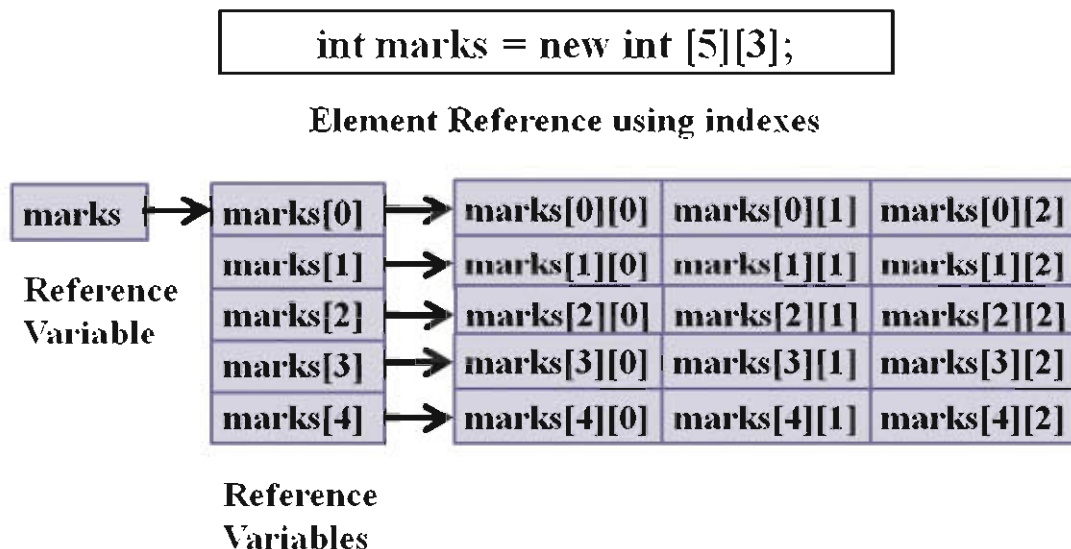 int marks = new int [5][3];
Element Reference using indexes
marks marks[0] marks[0][0] marks[0][1] marks[0][2]
marks[1] marks[1][0] marks[1][1] marks[1][2]
Reference
Variable
marks[2] marks[2][0] marks[2][1] marks[2][2]
marks[3] marks[3][0] marks[3][1] marks[3][2]
marks[4] marks[4][0] marks[4][1] marks[4][2]
Reference
Variables